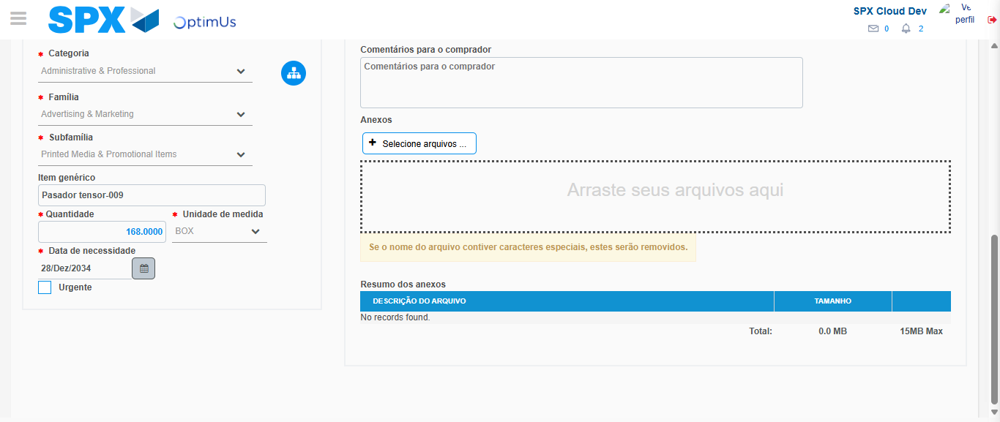 SPX OptimUs
SPX Cloud Dev
0 2
perfil
* Categoria
Administrative & Professional
* Família
Advertising & Marketing
* Subfamília
Printed Media & Promotional Items
Item genérico
Pasador tensor-009
* Quantidade
168.0000
* Unidade de medida
BOX
* Data de necessidade
28/Dez/2034
Urgente
Comentários para o comprador
Comentários para o comprador
Anexos
+ Selecione arquivos ...
Arraste seus arquivos aqui
Se o nome do arquivo contiver caracteres especiais, estes serão removidos.
Resumo dos anexos
DESCRIÇÃO DO ARQUIVO TAMANHO
No records found.
Total: 0.0 MB 15MB Max